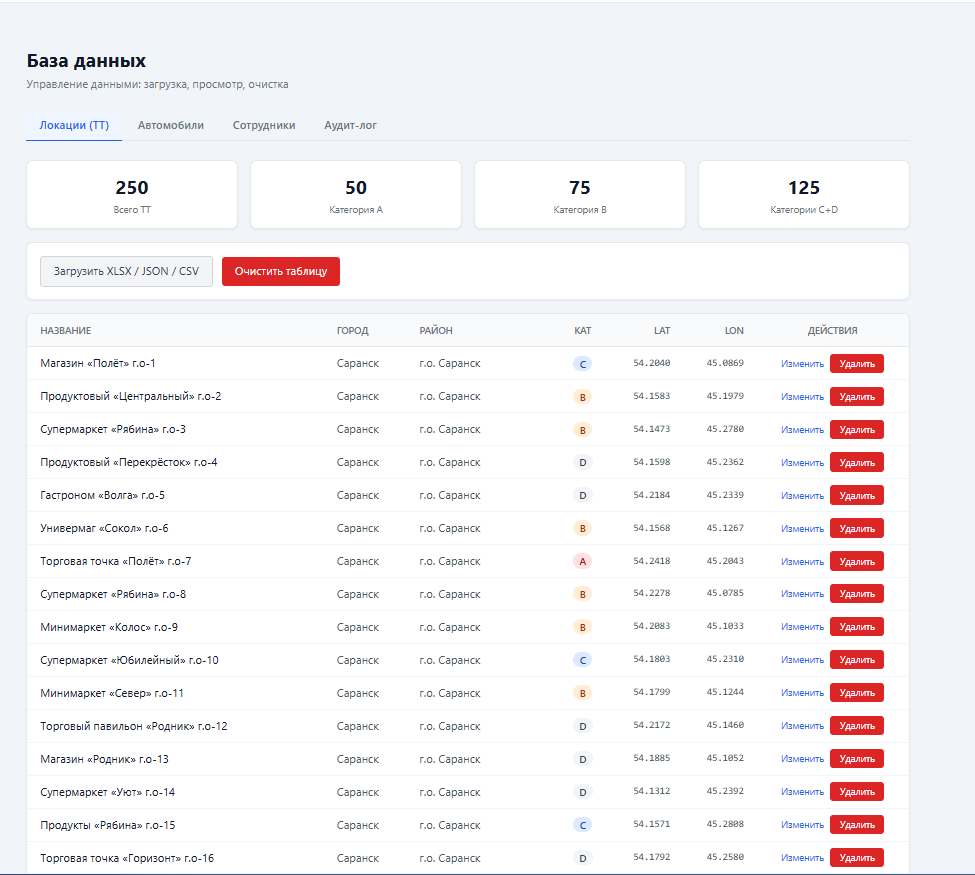 База данных
Управление данными: загрузка, просмотр, очистка
Локации (ТТ) Автомобили Сотрудники Аудит-лог
250 50 75 125
Всего ТТ Категория A Категория B Категории C+D
Загрузить XLSX / JSON / CSV Очистить таблицу
НАЗВАНИЕ ГОРОД РАЙОН КАТ LAT LON ДЕЙСТВИЯ
Магазин «Полёт» г.о-1 Саранск г.о. Саранск C 54.2040 45.0869 Изменить Удалить
Продуктовый «Центральный» г.о-2 Саранск г.о. Саранск B 54.1583 45.1979 Изменить Удалить
Супермаркет «Рябина» г.о-3 Саранск г.о. Саранск B 54.1473 45.2780 Изменить Удалить
Продуктовый «Перекрёсток» г.о-4 Саранск г.о. Саранск D 54.1598 45.2362 Изменить Удалить
Гастроном «Волга» г.о-5 Саранск г.о. Саранск D 54.2184 45.2339 Изменить Удалить
Универмаг «Сокол» г.о-6 Саранск г.о. Саранск B 54.1568 45.1267 Изменить Удалить
Торговая точка «Полёт» г.о-7 Саранск г.о. Саранск A 54.2418 45.2043 Изменить Удалить
Супермаркет «Рябина» г.о-8 Саранск г.о. Саранск B 54.2278 45.0785 Изменить Удалить
Минимаркет «Колос» г.о-9 Саранск г.о. Саранск B 54.2083 45.1033 Изменить Удалить
Супермаркет «Юбилейный» г.о-10 Саранск г.о. Саранск C 54.1803 45.2310 Изменить Удалить
Минимаркет «Север» г.о-11 Саранск г.о. Саранск B 54.1799 45.1244 Изменить Удалить
Торговый павильон «Родник» г.о-12 Саранск г.о. Саранск D 54.2172 45.1460 Изменить Удалить
Магазин «Родник» г.о-13 Саранск г.о. Саранск D 54.1885 45.1052 Изменить Удалить
Супермаркет «Уют» г.о-14 Саранск г.о. Саранск D 54.1312 45.2392 Изменить Удалить
Продукты «Рябина» г.о-15 Саранск г.о. Саранск C 54.1571 45.2808 Изменить Удалить
Торговая точка «Горизонт» г.о-16 Саранск г.о. Саранск D 54.1792 45.2580 Изменить Удалить